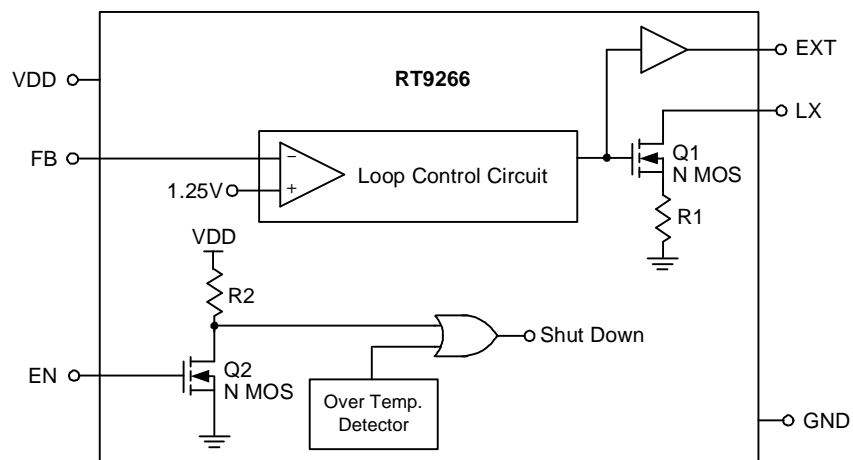 EXT
VDD
RT9266
LX
FB
−
Loop Control Circuit
Q1
N MOS
1.25V
+
R1
VDD
R2
Shut Down
EN
Q2
N MOS
Over Temp.
Detector
GND